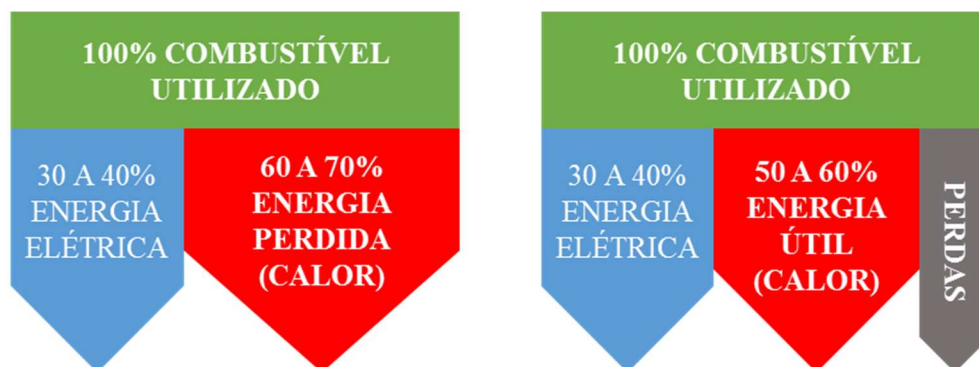 100% COMBUSTÍVEL
UTILIZADO
30 A 40%
ENERGIA
ELÉTRICA
60 A 70%
ENERGIA
PERDIDA
(CALOR)
100% COMBUSTÍVEL
UTILIZADO
30 A 40%
ENERGIA
ELÉTRICA
50 A 60%
ENERGIA
ÚTIL
(CALOR)
PERDAS